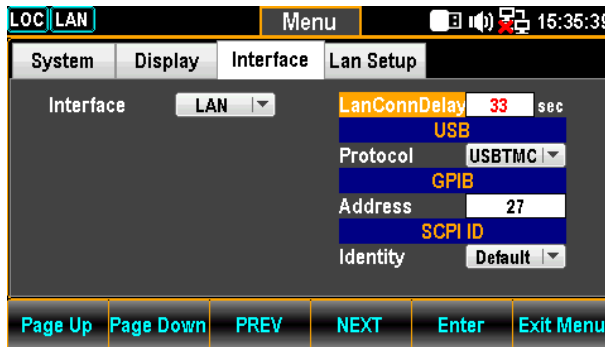 LOC LAN Menu 15:35:39
System Display Interface Lan Setup
Interface LAN LanConnDelay 33 sec
USB
Protocol USBTMC
GPIB
Address 27
SCPI ID
Identity Default
Page Up Page Down PREV NEXT Enter Exit Menu